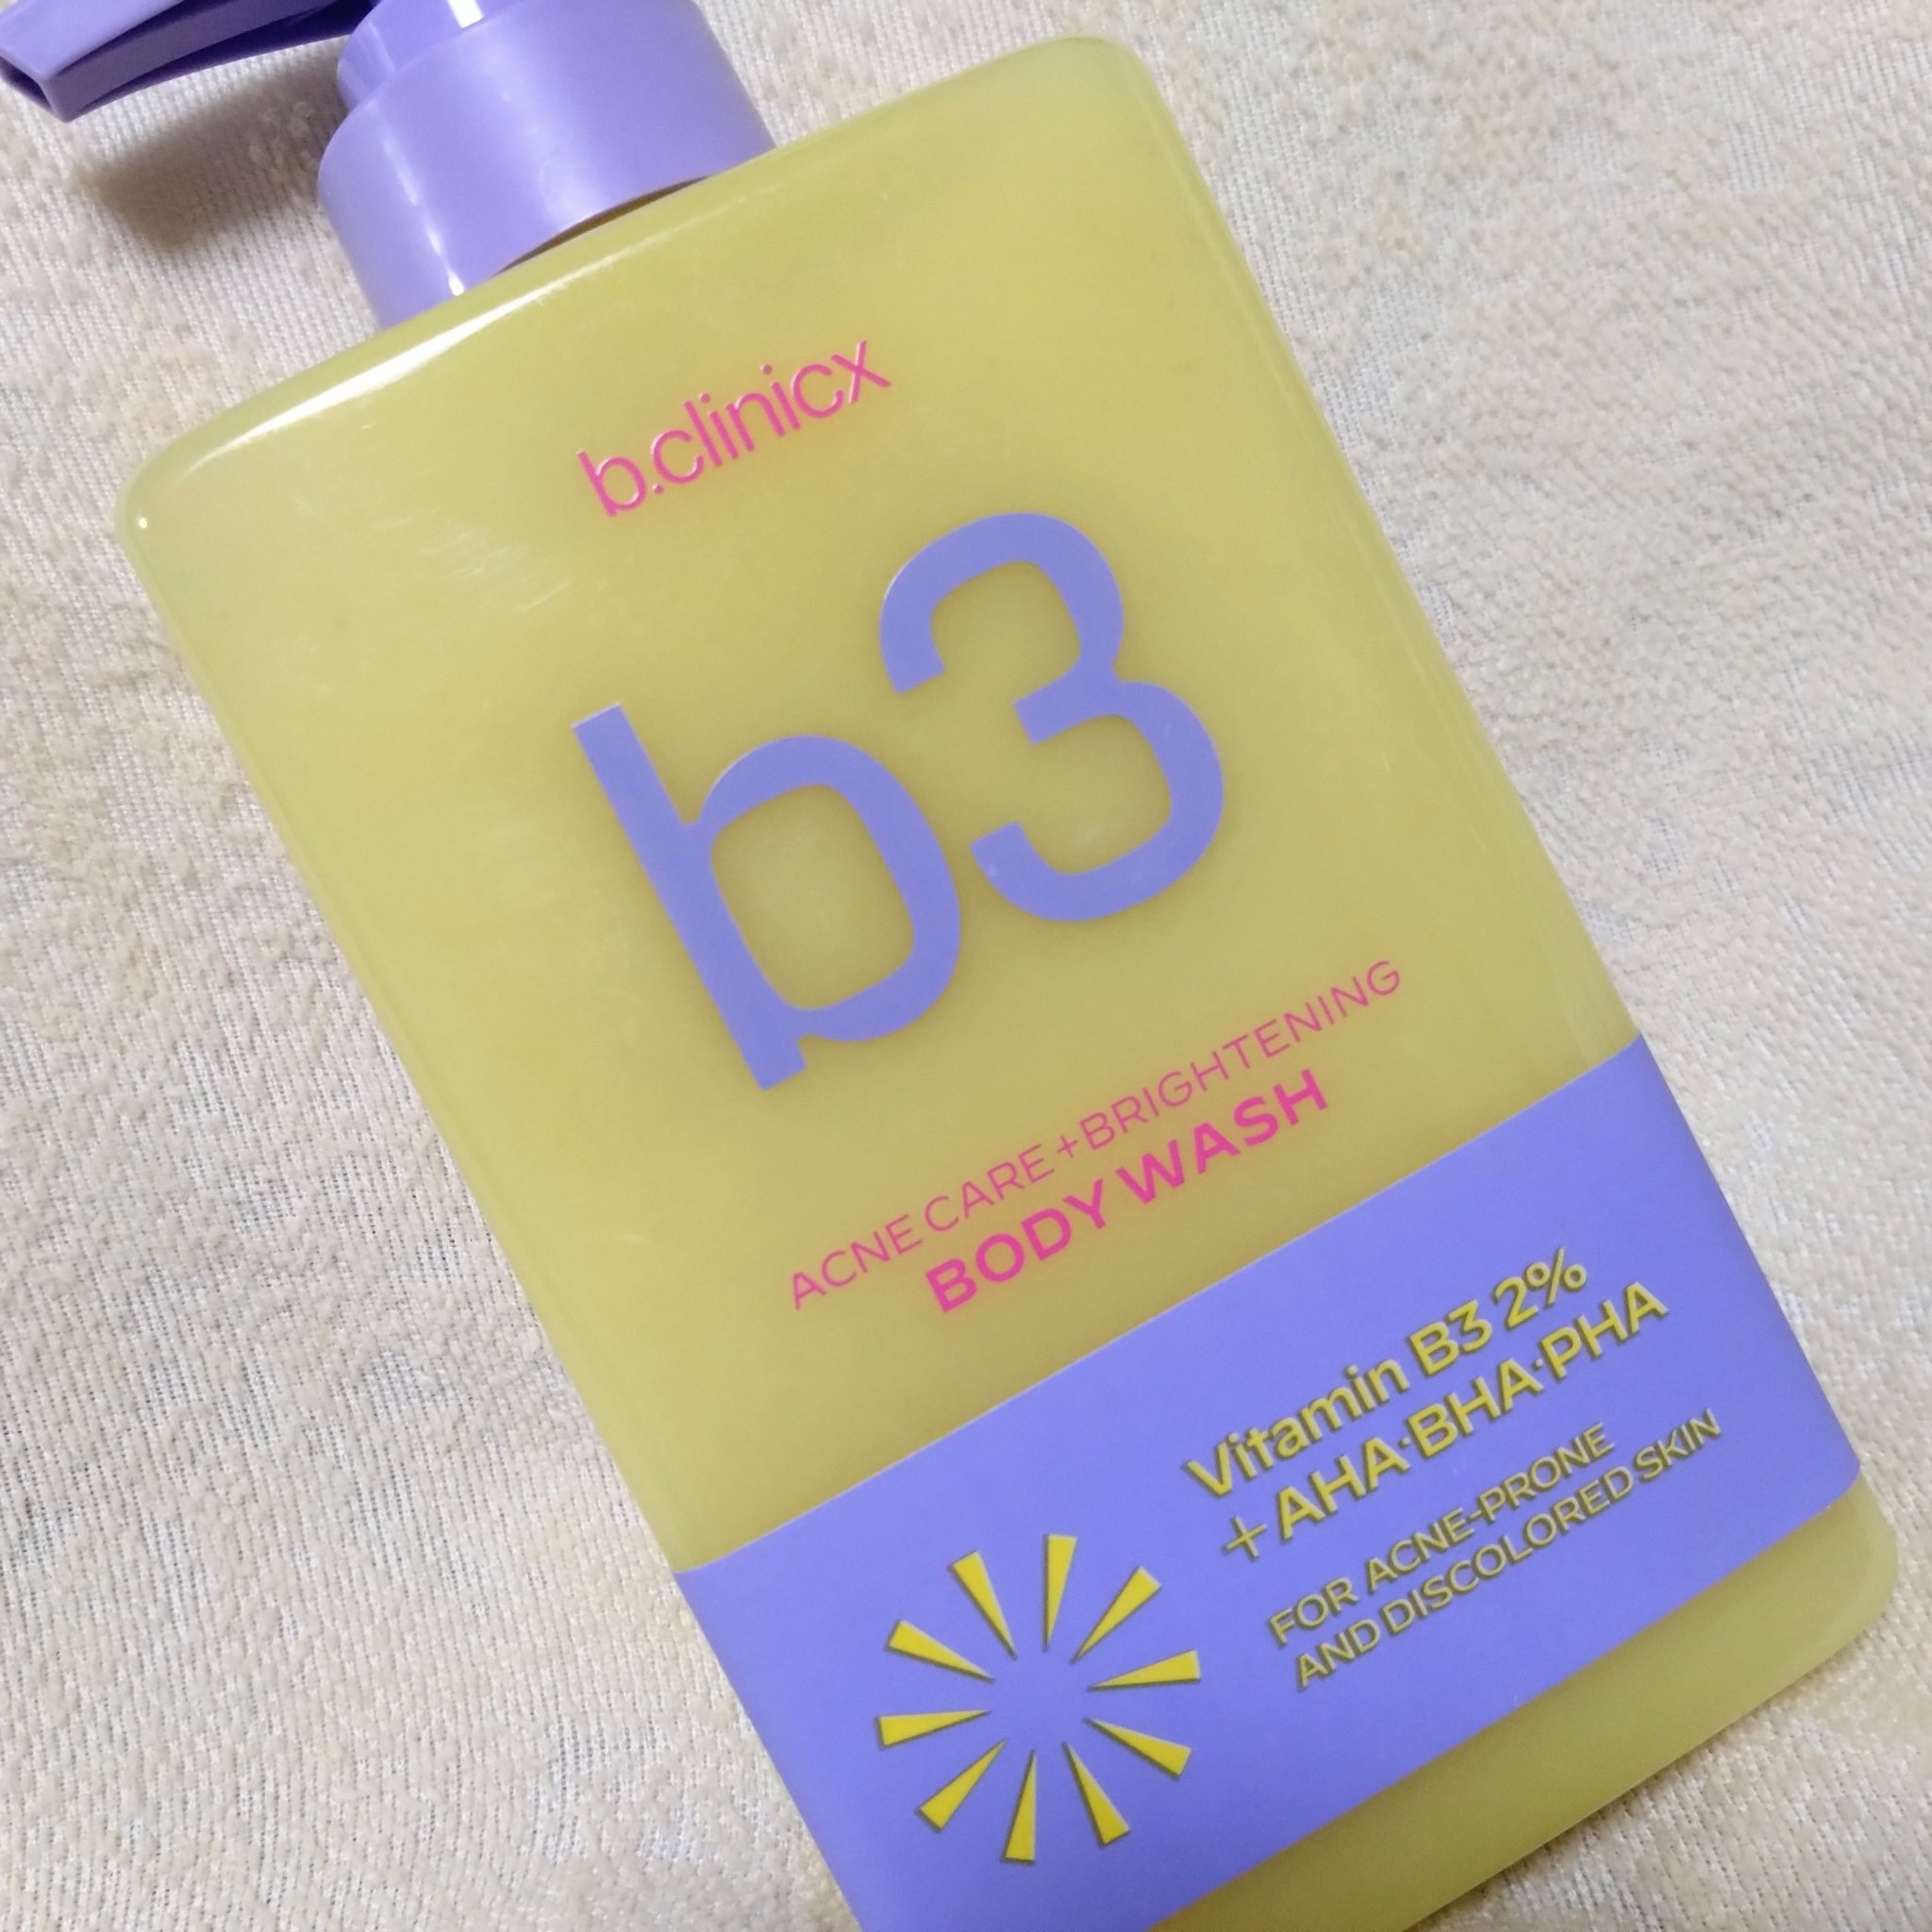 b.clinicx
b3
ACNE CARE+BRIGHTENING
BODY WASH
Vitamin B3 2%
+ AHA·BHA·PHA
FOR ACNE-PRONE
AND DISCOLORED SKIN